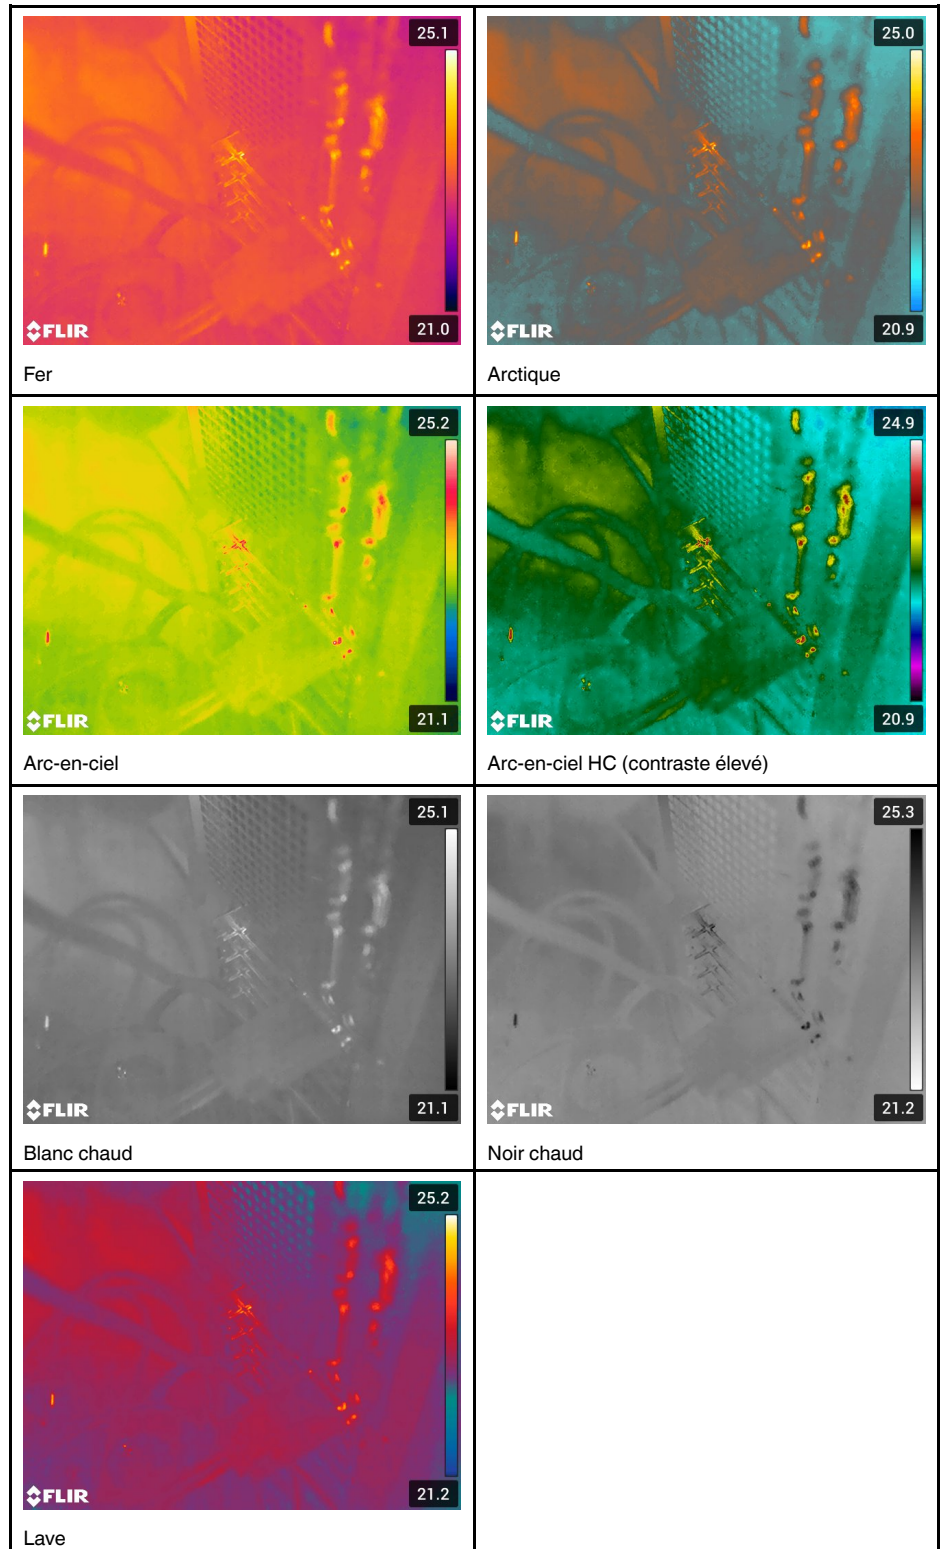 25.1
21.0
FLIR
Fer
25.0
20.9
FLIR
Arctique
25.2
21.1
FLIR
Arc-en-ciel
24.9
20.9
FLIR
Arc-en-ciel HC (contraste élevé)
25.1
21.1
FLIR
Blanc chaud
25.3
21.2
FLIR
Noir chaud
25.2
21.2
FLIR
Lave